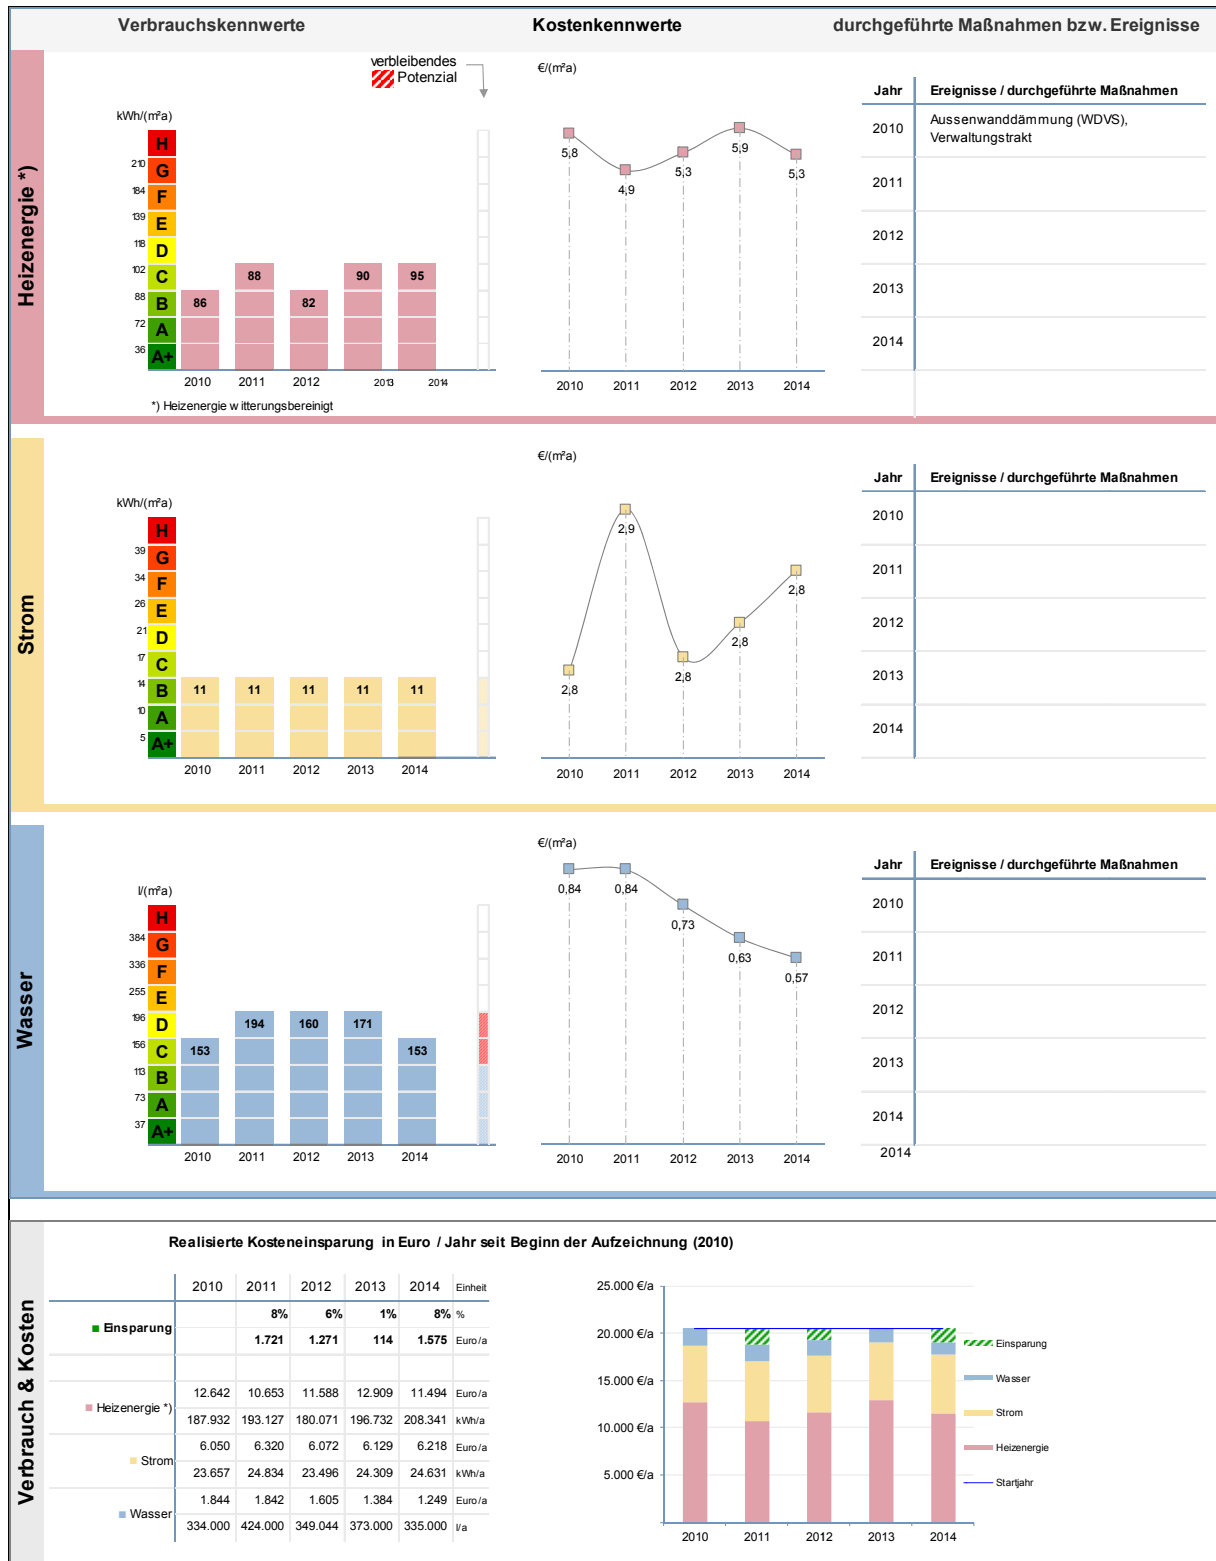 Verbrauchskennwerte
Kostenkennwerte
durchgeführte Maßnahmen bzw. Ereignisse
Heizenergie *)
verbleibendes
Potenzial
kWh/(m²a)
H
210
G
184
F
139
E
118
D
102
C
88
B
72
A
36
A+
86
88
82
90
95
2010
2011
2012
2013
2014
*) Heizenergie witterungsbereinigt
€/(m²a)
5,8
4,9
5,3
5,9
5,3
2010
2011
2012
2013
2014
Jahr Ereignisse / durchgeführte Maßnahmen
2010 Aussenwanddämmung (WDVS),
Verwaltungstrakt
2011
2012
2013
2014
Strom
kWh/(m²a)
H
39
G
34
F
26
E
21
D
17
C
14
B
10
A
5
A+
11
11
11
11
11
2010
2011
2012
2013
2014
€/(m²a)
2,8
2,9
2,8
2,8
2,8
2010
2011
2012
2013
2014
Jahr Ereignisse / durchgeführte Maßnahmen
2010
2011
2012
2013
2014
Wasser
l/(m²a)
H
384
G
336
F
255
E
196
D
156
C
113
B
73
A
37
A+
153
194
160
171
153
2010
2011
2012
2013
2014
€/(m²a)
0,84
0,84
0,73
0,63
0,57
2010
2011
2012
2013
2014
Jahr Ereignisse / durchgeführte Maßnahmen
2010
2011
2012
2013
2014
2014
Verbrauch & Kosten
Realisierte Kosteneinsparung in Euro / Jahr seit Beginn der Aufzeichnung (2010)
2010 2011 2012 2013 2014 Einheit
Einsparung
8% 6% 1% 8% %
1.721 1.271 114 1.575 Euro/a
Heizenergie *)
12.642 10.653 11.588 12.909 11.494 Euro/a
187.932 193.127 180.071 196.732 208.341 kWh/a
Strom
6.050 6.320 6.072 6.129 6.218 Euro/a
23.657 24.834 23.496 24.309 24.631 kWh/a
Wasser
1.844 1.842 1.605 1.384 1.249 Euro/a
334.000 424.000 349.044 373.000 335.000 l/a
25.000 €/a
20.000 €/a
15.000 €/a
10.000 €/a
5.000 €/a
2010
2011
2012
2013
2014
Einsparung
Wasser
Strom
Heizenergie
Startjahr